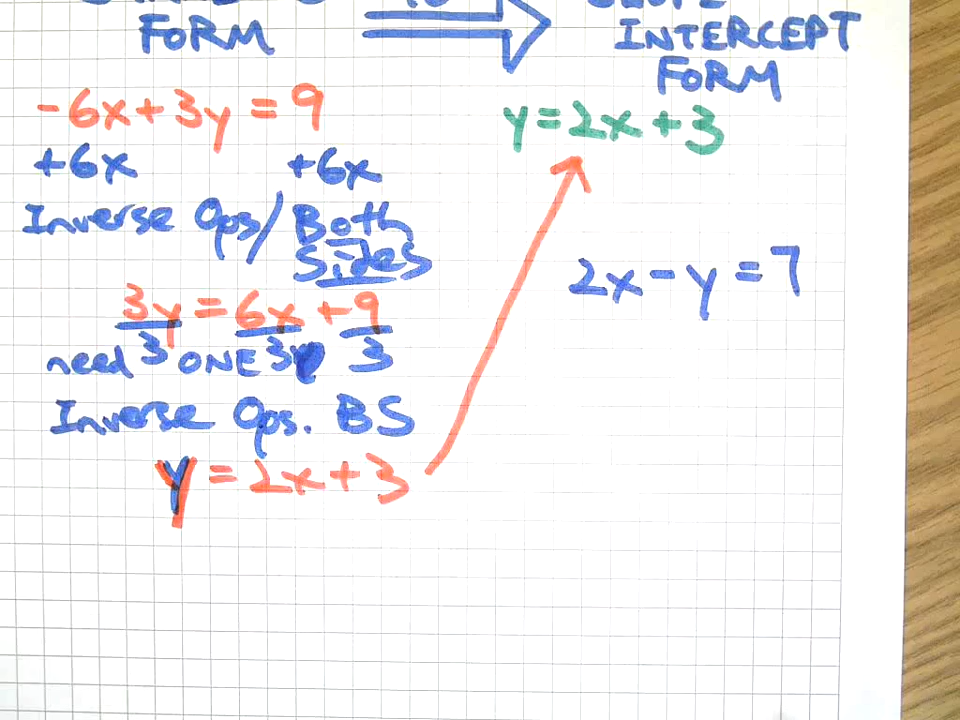 FORM
INTERCEPT
FORM
-6x+3y=9
+6x +6x
Inverse Ops/Both
Sides
3y=6x+9
3 3 3
need ONE y
Inverse Ops. BS
y=2x+3
y=2x+3
2x-y=7